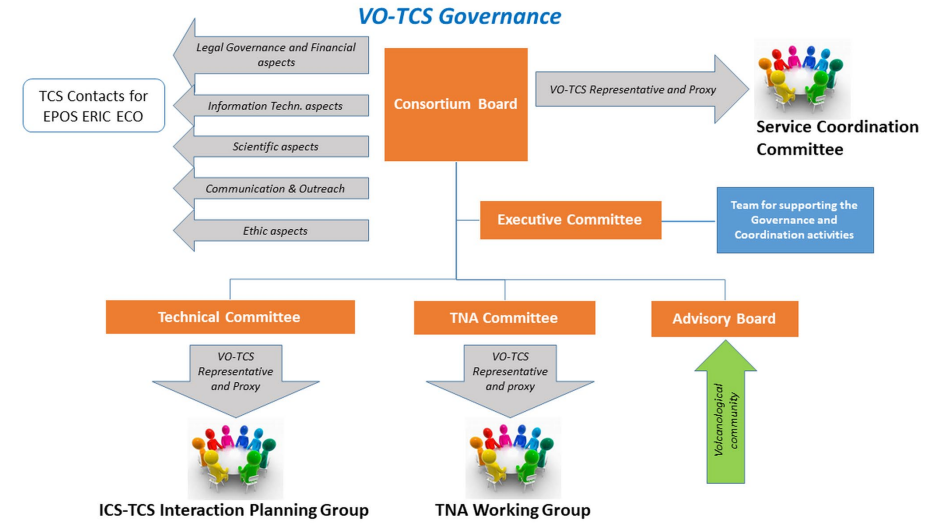 VO-TCS Governance
Legal Governance and Financial
aspects
Information Techn. aspects
Scientific aspects
Communication & Outreach
Ethic aspects
TCS Contacts for
EPOS ERIC ECO
Consortium Board
VO-TCS Representative and Proxy
Service Coordination
Committee
Executive Committee
Team for supporting the
Governance and
Coordination activities
Technical Committee
TNA Committee
Advisory Board
VO-TCS
Representative
and Proxy
VO-TCS
Representative
and proxy
Volcanological
community
ICS-TCS Interaction Planning Group
TNA Working Group